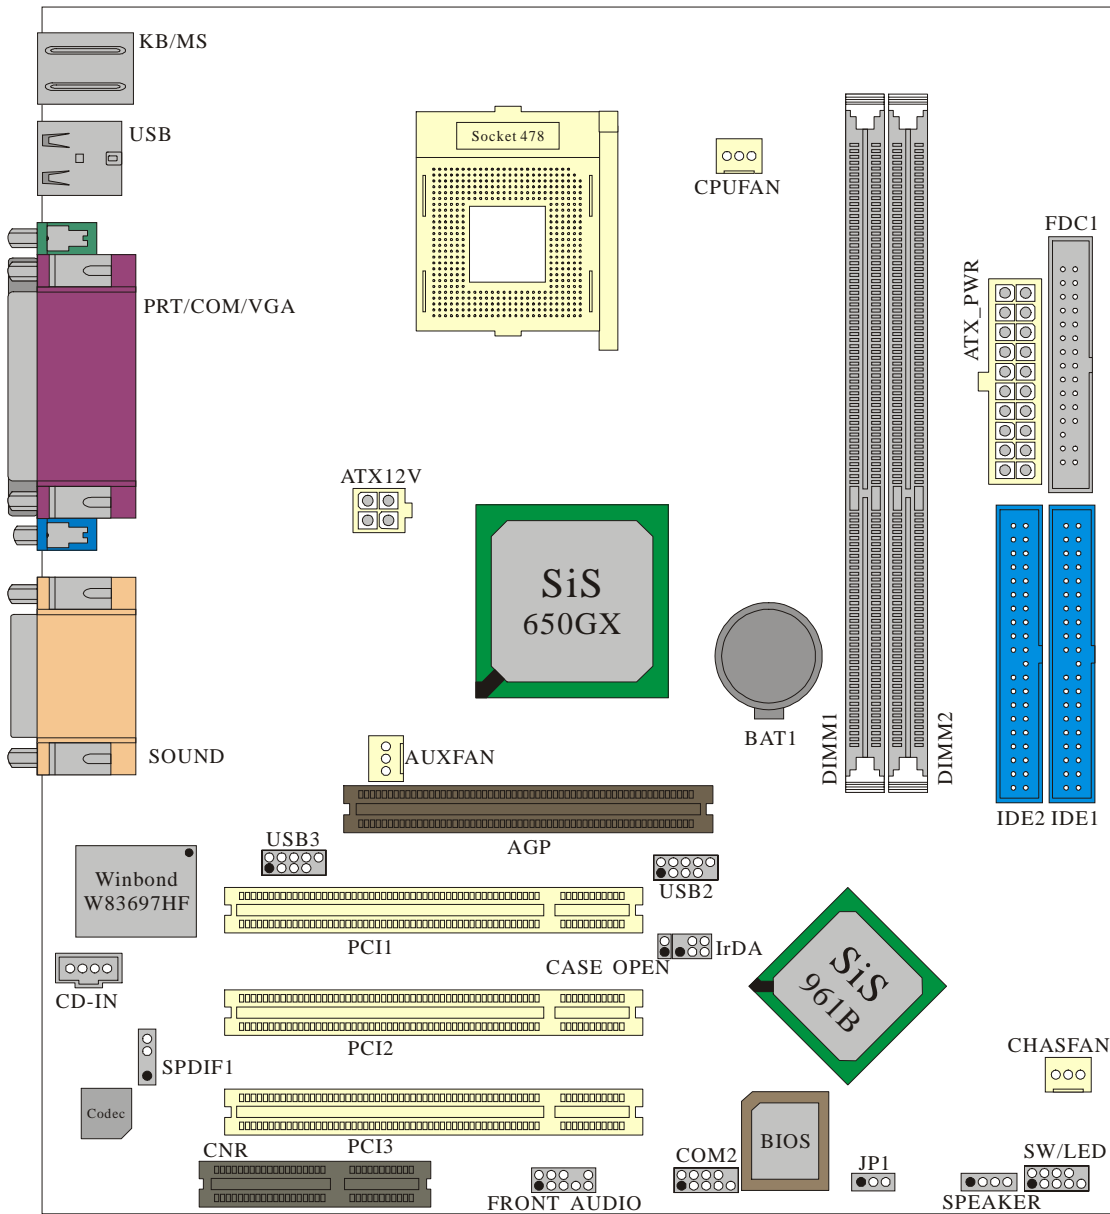 KB/MS
Socket 478
USB
CPUFAN
FDC1
ATX_PWR
PRT/COM/VGA
ATX12V
SiS
650GX
BAT1
DIMM1
DIMM2
SOUND
AUXFAN
IDE2 IDE1
AGP
USB3
USB2
Winbond
W83697HF
PCI1
CASE OPEN
IrDA
SiS
961B
CD-IN
PCI2
CHASFAN
SPDIF1
Codec
BIOS
PCI3
CNR
COM2
JP1
SW/LED
FRONT AUDIO
SPEAKER